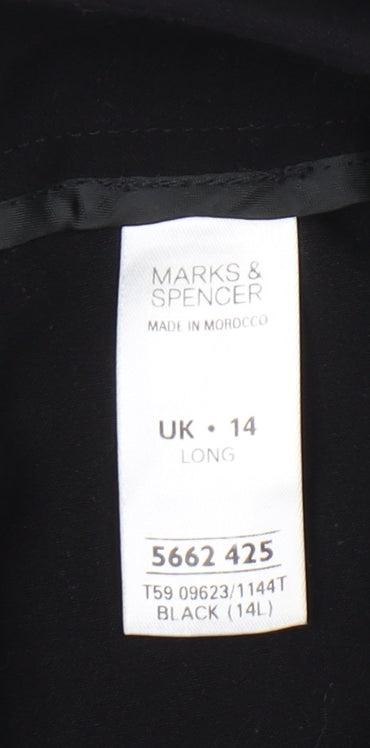 MARKS &
SPENCER
MADE IN MOROCCO
UK • 14
LONG
5662 425
T59 09623/1144T
BLACK (14L)